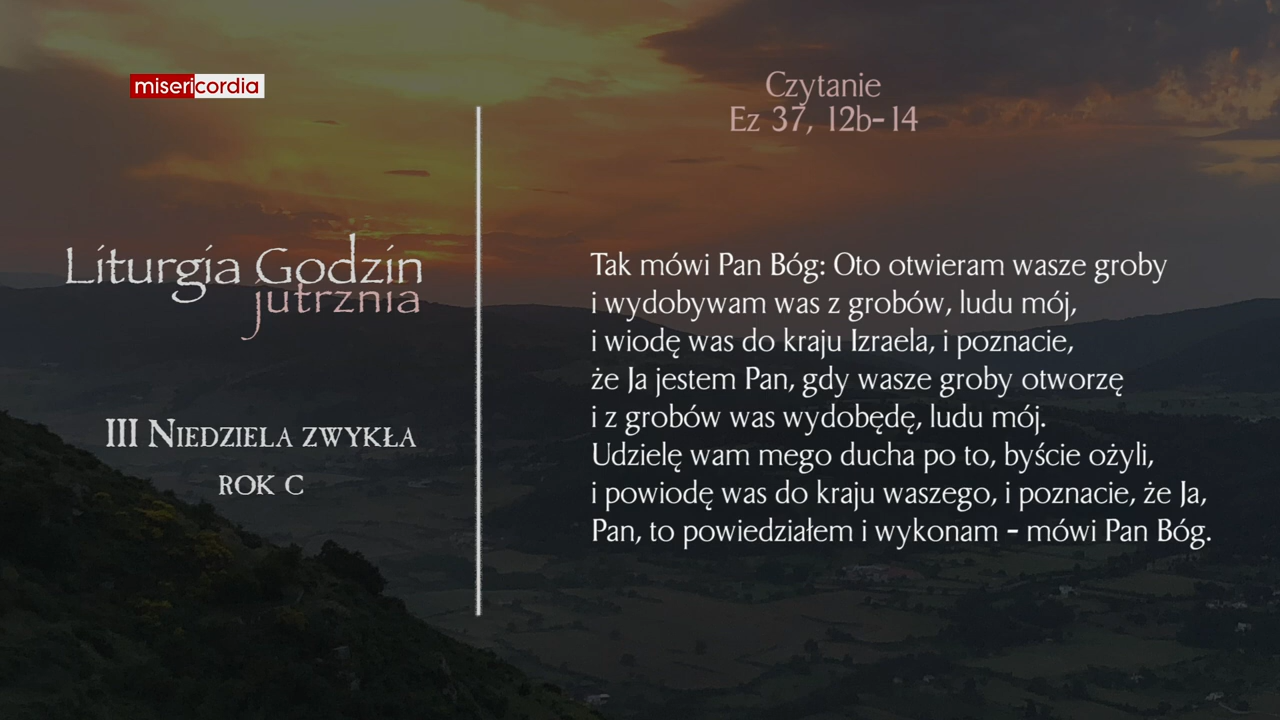 misericordia
Liturgia Godzin
jutrznia
III Niedziela zwykła
rok C
Czytanie
Ez 37, 12b-14
Tak mówi Pan Bóg: Oto otwieram wasze groby
i wydobywam was z grobów, ludu mój,
i wiodę was do kraju Izraela, i poznacie,
że Ja jestem Pan, gdy wasze groby otworzę
i z grobów was wydobędę, ludu mój.
Udzielę wam mego ducha po to, byście ożyli,
i powiodę was do kraju waszego, i poznacie, że Ja,
Pan, to powiedziałem i wykonam - mówi Pan Bóg.